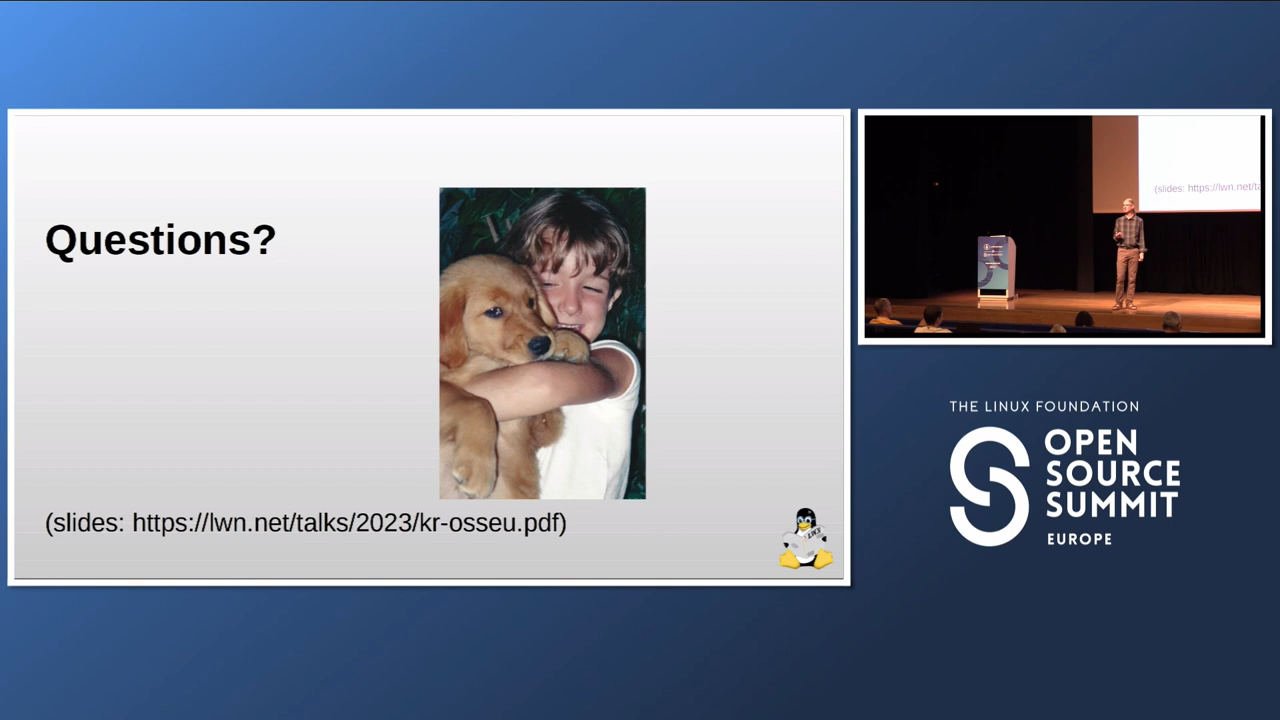 Questions?
(slides: https://lwn.net/talks/2023/kr-osseu.pdf)
(slides: https://lwn.net/ta
THE LINUX FOUNDATION
OPEN
SOURCE
SUMMIT
EUROPE